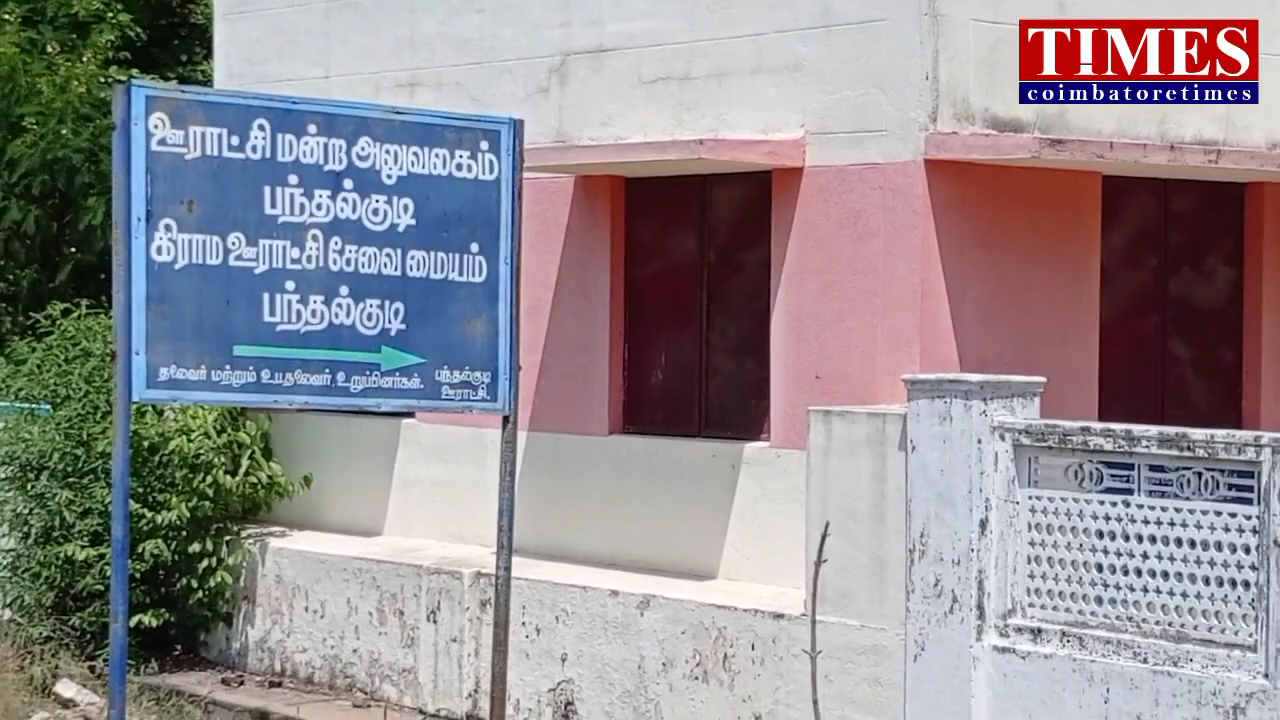 ஊராட்சி மன்ற அலுவலகம்
பந்தல்குடி
கிராம ஊராட்சி சேவை மையம்
பந்தல்குடி
தலைவர் மற்றும் உபதலைவர், உறுப்பினர்கள்.
பந்தல்குடி
ஊராட்சி.
TIMES
coimbatoretimes